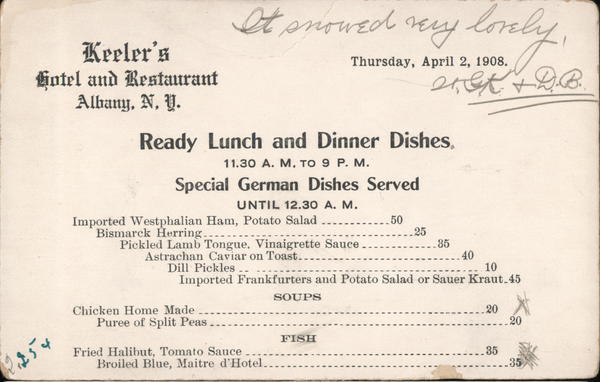 It snowed very lovely,
Keeler's
Hotel and Restaurant
Albany, N. Y.
Thursday, April 2, 1908.
& D.B.
Ready Lunch and Dinner Dishes.
11.30 A. M. TO 9 P. M.
Special German Dishes Served
UNTIL 12.30 A. M.
Imported Westphalian Ham, Potato Salad 50
Bismarck Herring 25
Pickled Lamb Tongue, Vinaigrette Sauce 35
Astrachan Caviar on Toast 40
Dill Pickles 10
Imported Frankfurters and Potato Salad or Sauer Kraut 45
SOUPS
Chicken Home Made 20
Puree of Split Peas 20
FISH
Fried Halibut, Tomato Sauce 35
Broiled Blue, Maitre d'Hotel 35